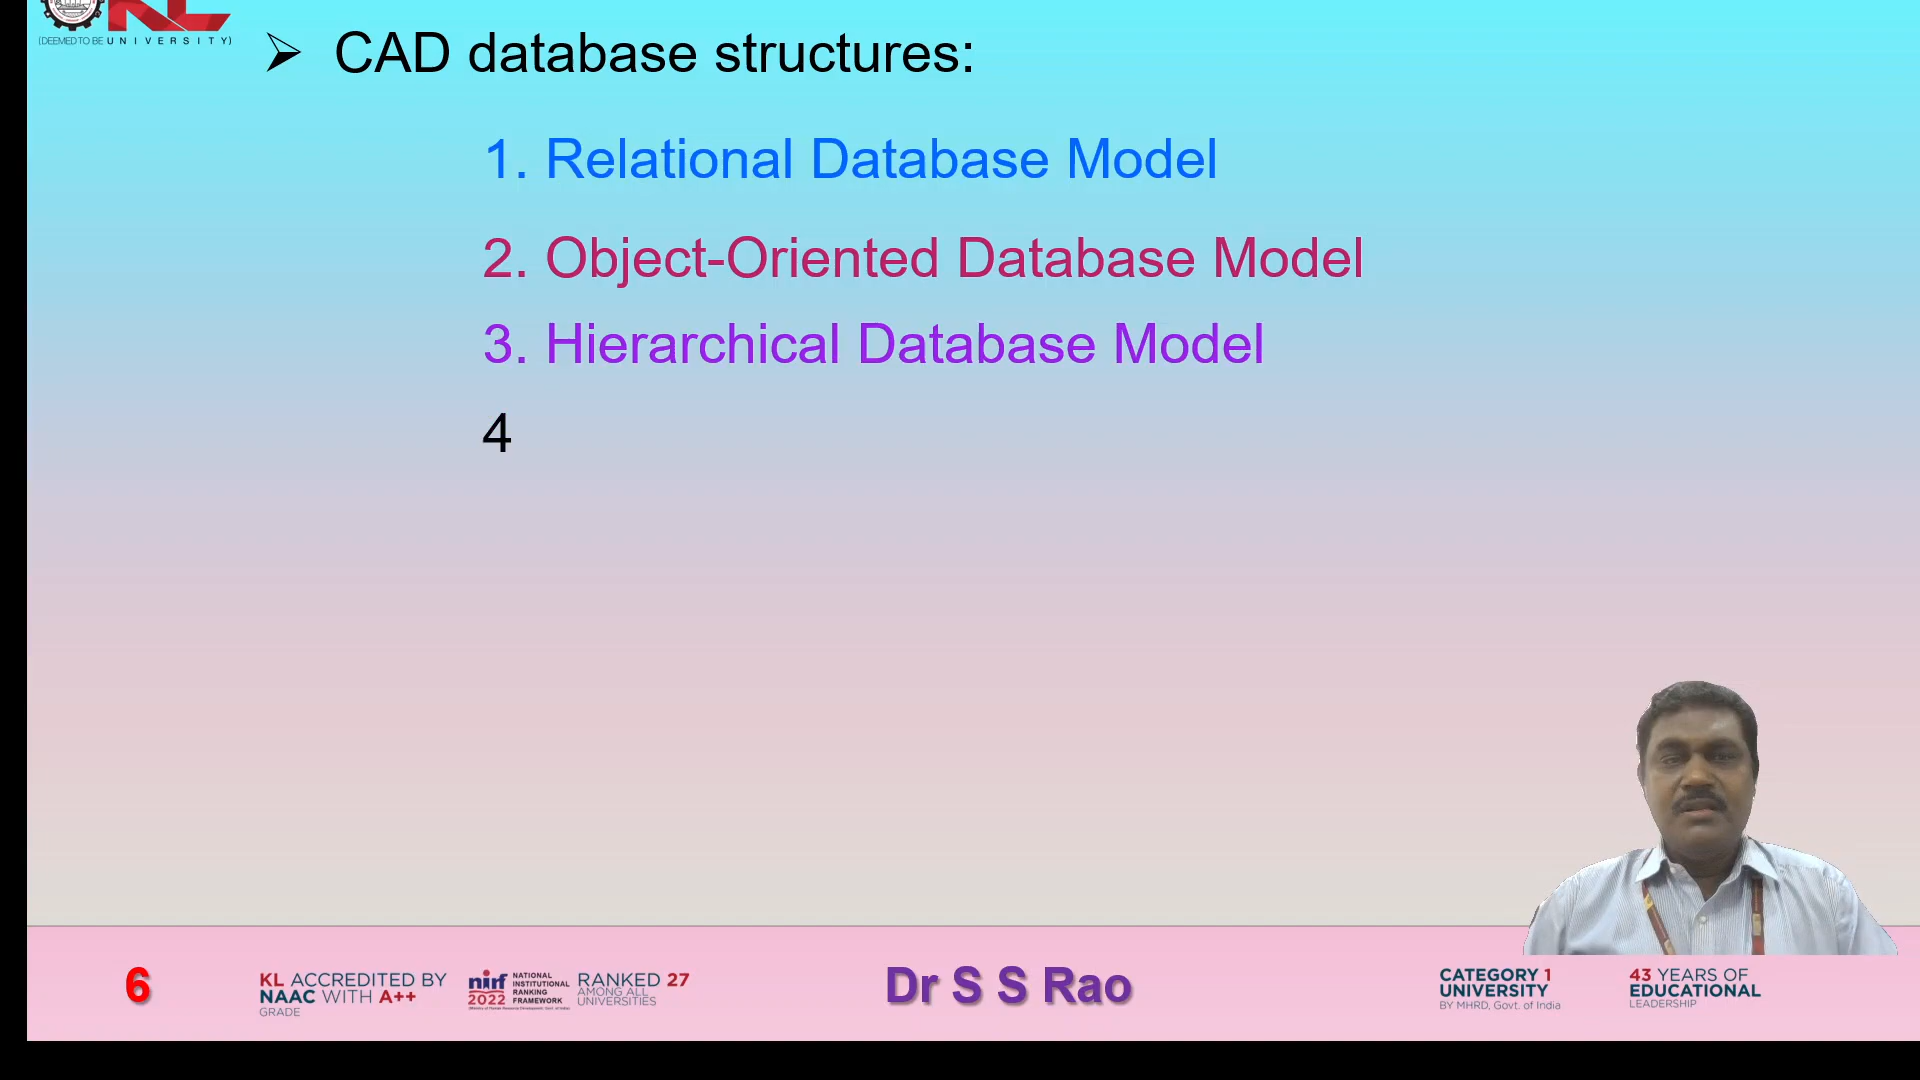 KL
(DEEMED TO BE UNIVERSITY)
➢ CAD database structures:
1. Relational Database Model
2. Object-Oriented Database Model
3. Hierarchical Database Model
4
6
KL ACCREDITED BY
NAAC WITH A++
GRADE
nirf
2022
NATIONAL
INSTITUTIONAL
RANKING
FRAMEWORK
RANKED 27
AMONG ALL
UNIVERSITIES
Dr S S Rao
CATEGORY 1
UNIVERSITY
BY MHRD, Govt. of India
43 YEARS OF
EDUCATIONAL
LEADERSHIP